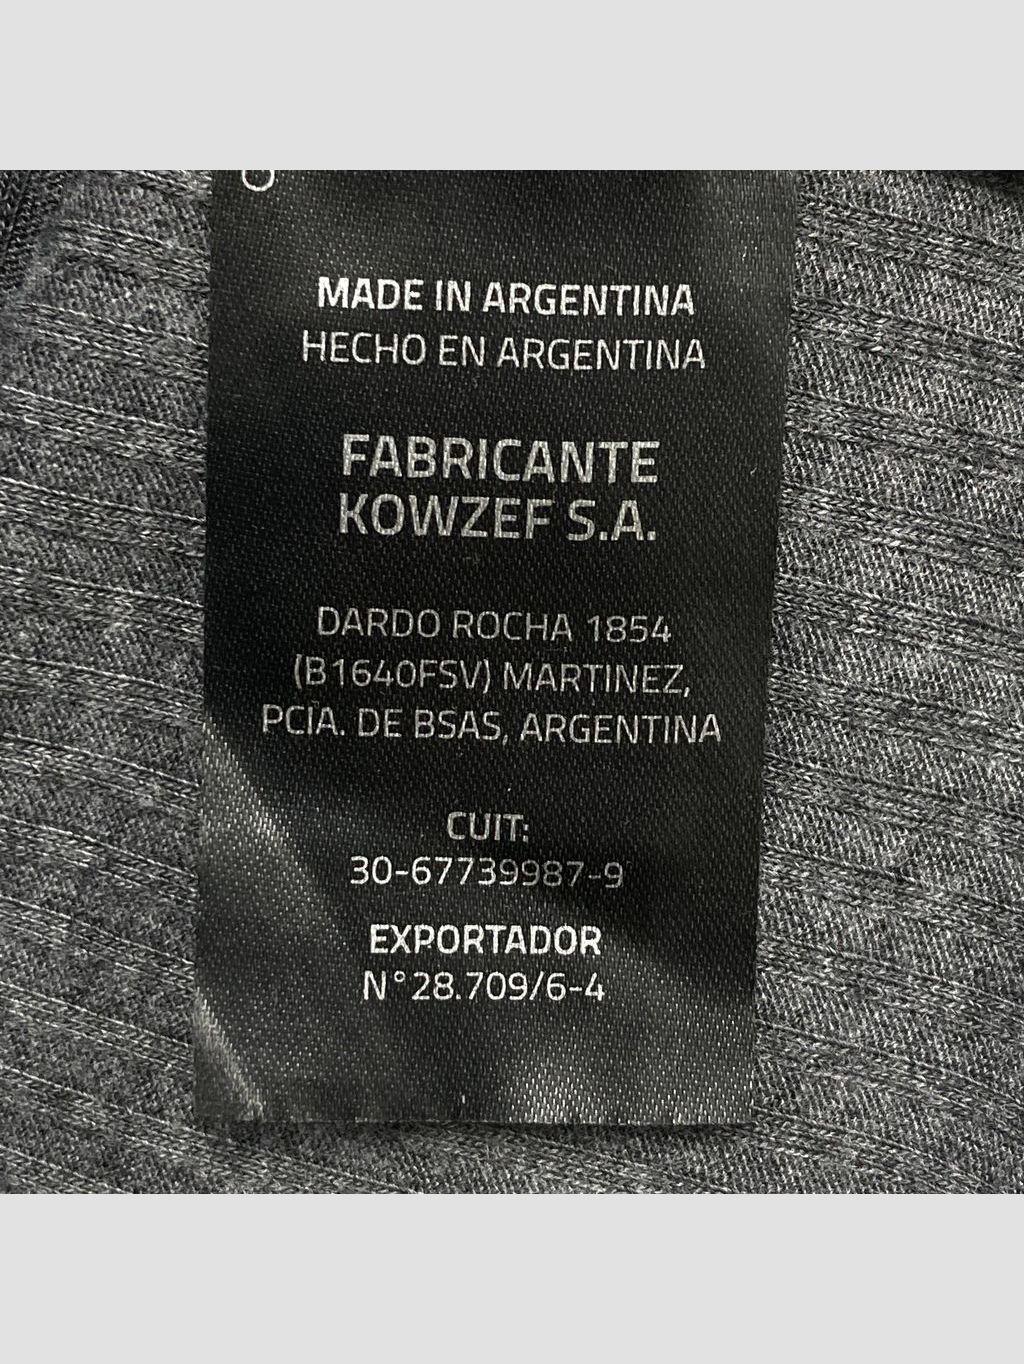 MADE IN ARGENTINA
HECHO EN ARGENTINA
FABRICANTE
KOWZEF S.A.
DARDO ROCHA 1854
(B1640FSV) MARTINEZ,
PCIA. DE BSAS, ARGENTINA
CUIT:
30-67739987-9
EXPORTADOR
N°28.709/6-4